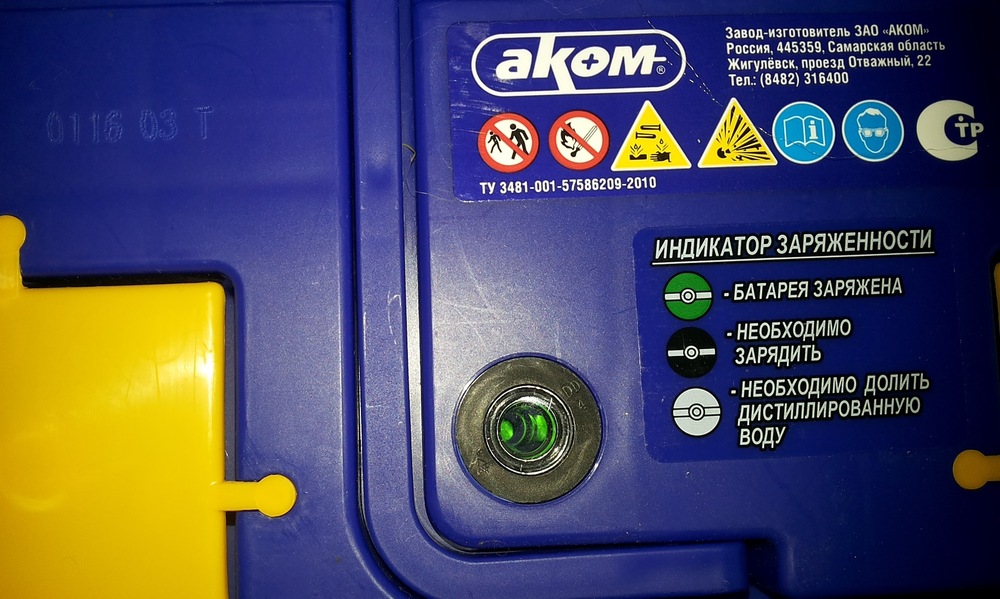 0116 03 T
аком®
Завод-изготовитель ЗАО «АКОМ»
Россия, 445359, Самарская область
Жигулёвск, проезд Отважный, 22
Тел.: (8482) 316400
СТР
ТУ 3481-001-57586209-2010
ИНДИКАТОР ЗАРЯЖЕННОСТИ
- БАТАРЕЯ ЗАРЯЖЕНА
- НЕОБХОДИМО
ЗАРЯДИТЬ
- НЕОБХОДИМО ДОЛИТЬ
ДИСТИЛЛИРОВАННУЮ
ВОДУ